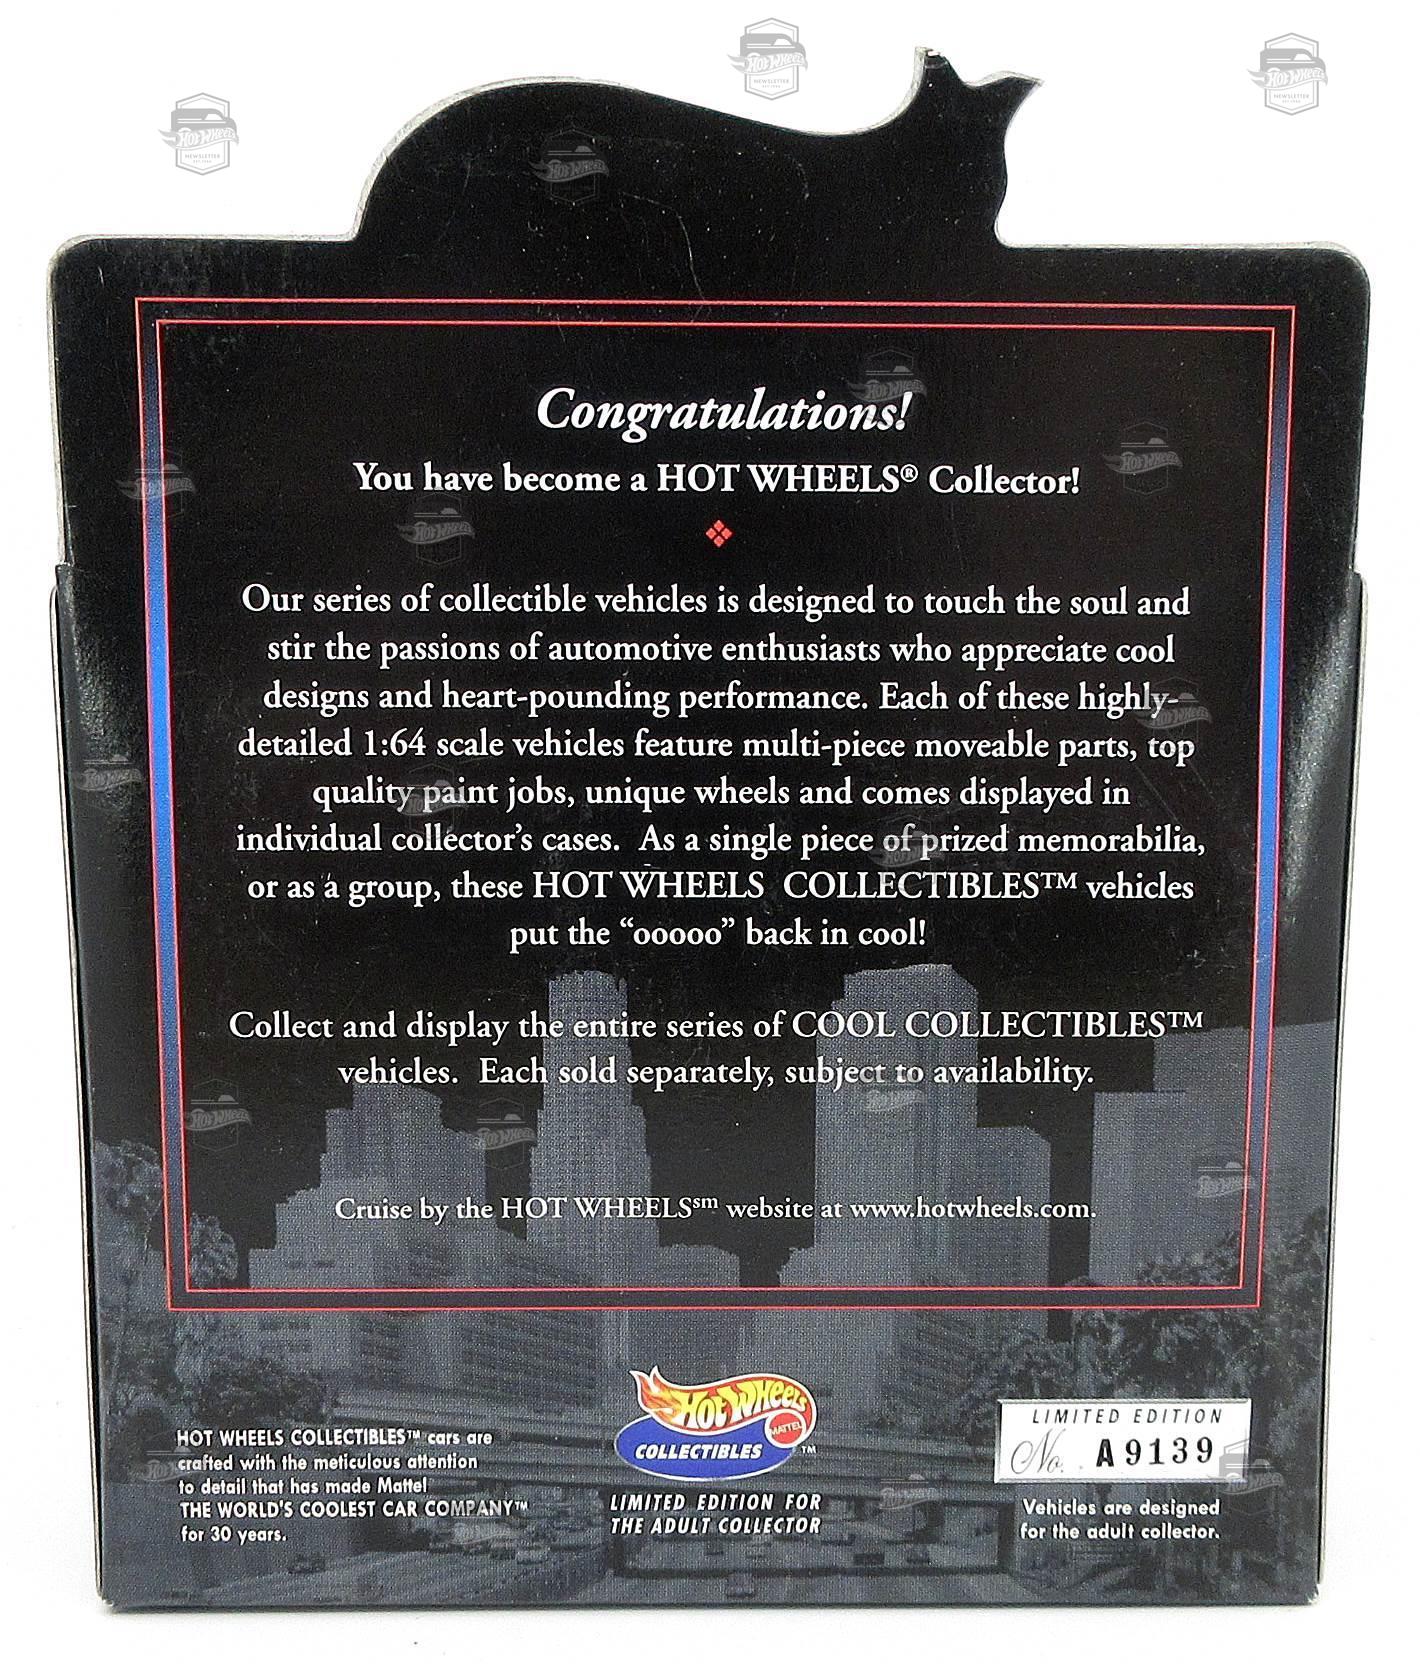 Congratulations!
You have become a HOT WHEELS® Collector!
Our series of collectible vehicles is designed to touch the soul and
stir the passions of automotive enthusiasts who appreciate cool
designs and heart-pounding performance. Each of these highly-
detailed 1:64 scale vehicles feature multi-piece moveable parts, top
quality paint jobs, unique wheels and comes displayed in
individual collector's cases. As a single piece of prized memorabilia,
or as a group, these HOT WHEELS COLLECTIBLES™ vehicles
put the “ooooo” back in cool!
Collect and display the entire series of COOL COLLECTIBLES™
vehicles. Each sold separately, subject to availability.
Cruise by the HOT WHEELSsm website at www.hotwheels.com.
HOT WHEELS COLLECTIBLES™ cars are
crafted with the meticulous attention
to detail that has made Mattel
THE WORLD'S COOLEST CAR COMPANY™
for 30 years.
HOT WHEELS
MATTEL
COLLECTIBLES ™
LIMITED EDITION FOR
THE ADULT COLLECTOR
LIMITED EDITION
No. A9139
Vehicles are designed
for the adult collector.